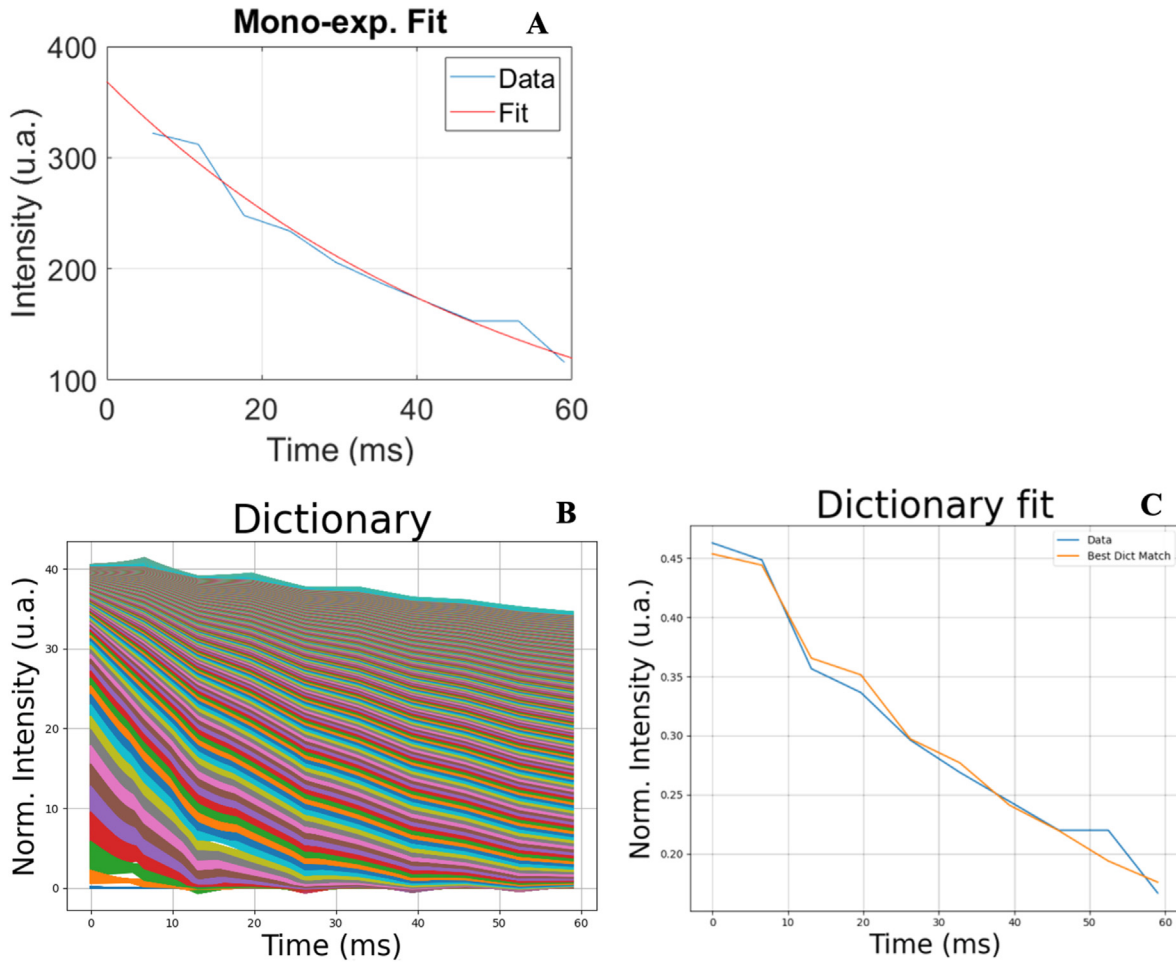 Mono-exp. Fit
A
400
300
200
100
Intensity (u.a.)
Data
Fit
0 20 40 60
Time (ms)
Dictionary
B
40
30
20
10
0
Norm. Intensity (u.a.)
0 10 20 30 40 50 60
Time (ms)
Dictionary fit
C
Data
Best Dict Match
0.45
0.40
0.35
0.30
0.25
0.20
Norm. Intensity (u.a.)
0 10 20 30 40 50 60
Time (ms)